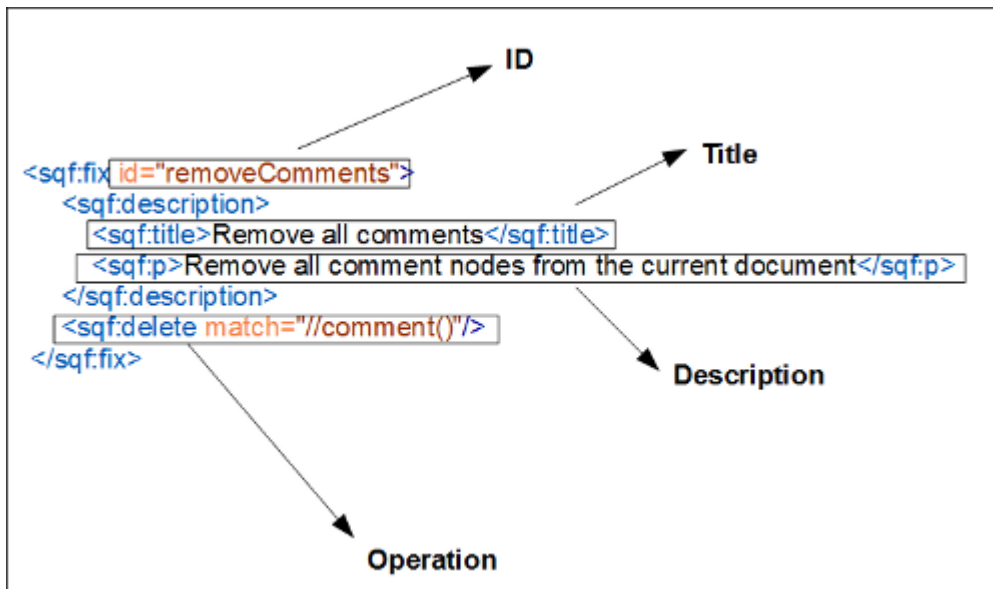 ID
Title
<sqf:fix id="removeComments">
<sqf:description>
<sqf:title>Remove all comments</sqf:title>
<sqf:p>Remove all comment nodes from the current document</sqf:p>
</sqf:description>
<sqf:delete match="//comment()"/>
</sqf:fix>
Description
Operation